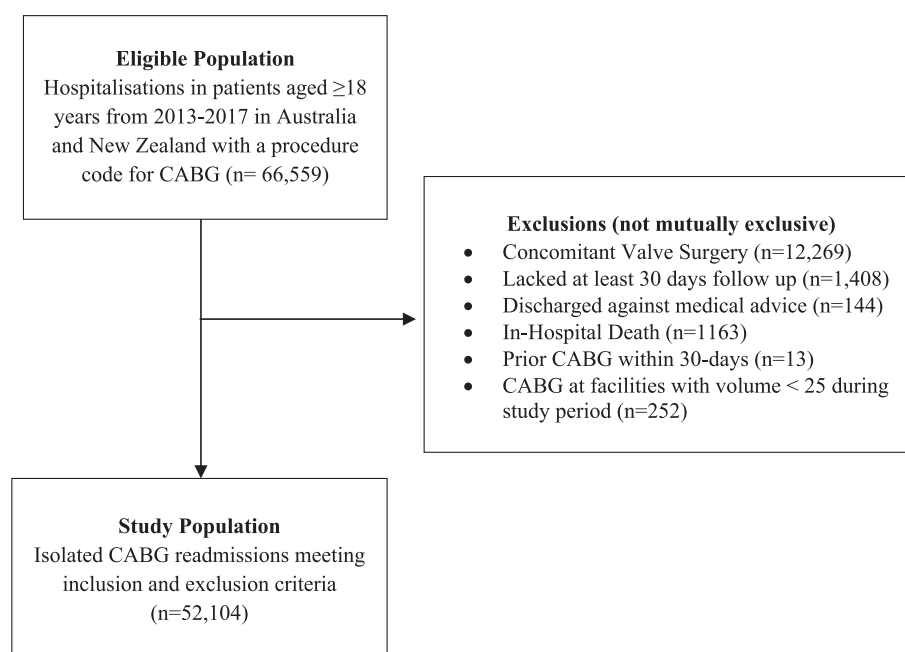 Eligible Population
Hospitalisations in patients aged ≥18
years from 2013-2017 in Australia
and New Zealand with a procedure
code for CABG (n= 66,559)
Exclusions (not mutually exclusive)
• Concomitant Valve Surgery (n=12,269)
• Lacked at least 30 days follow up (n=1,408)
• Discharged against medical advice (n=144)
• In-Hospital Death (n=1163)
• Prior CABG within 30-days (n=13)
• CABG at facilities with volume < 25 during
study period (n=252)
Study Population
Isolated CABG readmissions meeting
inclusion and exclusion criteria
(n=52,104)